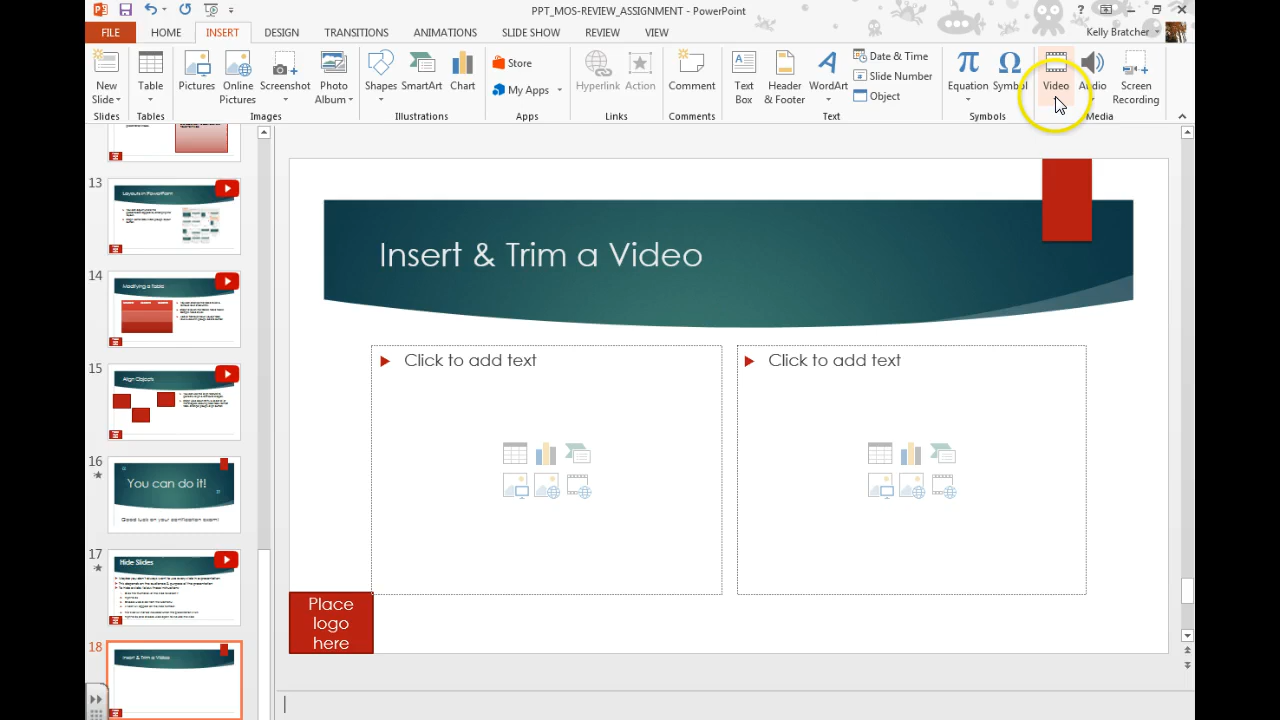 PPT_MOS-REVIEW_ASSIGNMENT - PowerPoint
?
FILE HOME INSERT DESIGN TRANSITIONS ANIMATIONS SLIDE SHOW REVIEW VIEW Kelly Bratcher
New Slide Table Pictures Online Pictures Screenshot Photo Album Shapes SmartArt Chart Store My Apps Hyperlink Action Comment Text Box Header & Footer WordArt Date & Time Slide Number Object Equation Symbol Video Audio Screen Recording
Slides Tables Images Illustrations Apps Links Comments Text Symbols Media
13
Layouts in PowerPoint
14
Modifying a Table
15
Align Objects
16
You can do it!
Good luck on your certification exam!
17
Hide Slides
18
Insert & Trim a Video
Insert & Trim a Video
Click to add text
Click to add text
Place
logo
here